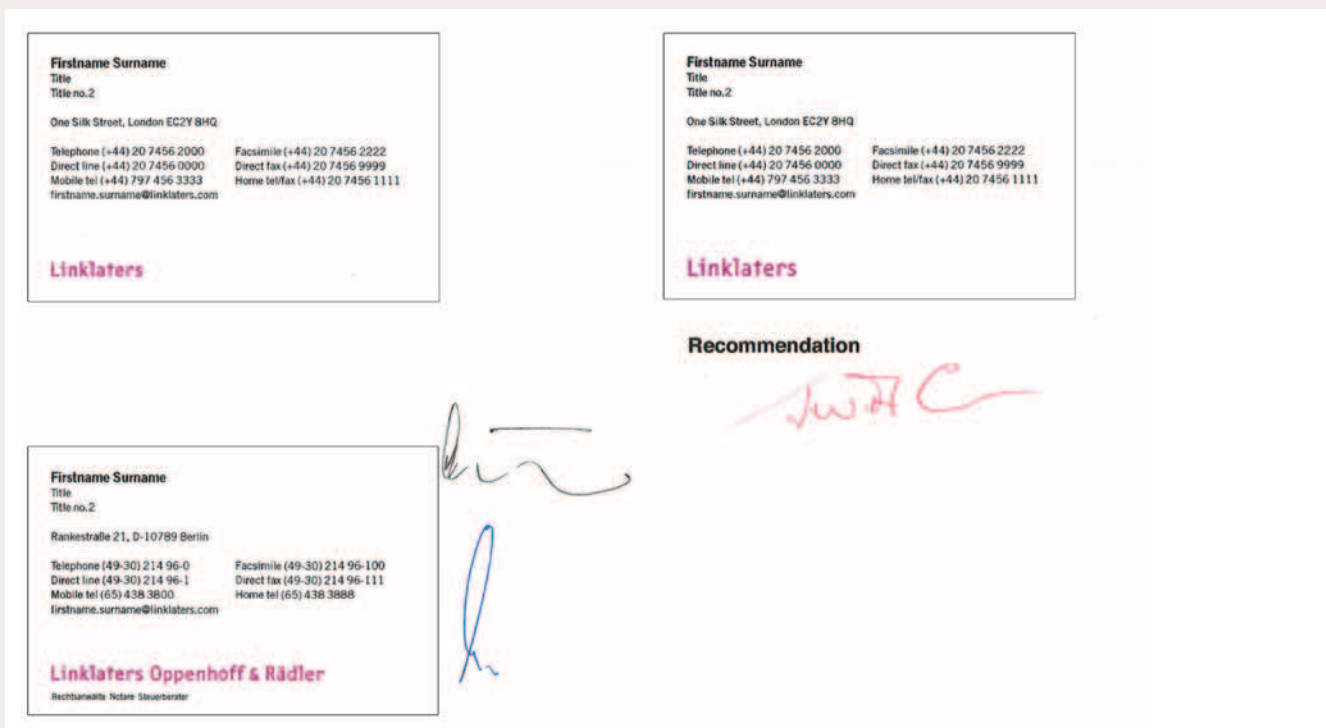 Firstname Surname
Title
Title no.2
One Silk Street, London EC2Y 8HQ
Telephone (+44) 20 7456 2000 Facsimile (+44) 20 7456 2222
Direct line (+44) 20 7456 0000 Direct fax (+44) 20 7456 9999
Mobile tel (+44) 797 456 3333 Home tel/fax (+44) 20 7456 1111
firstname.surname@linklaters.com
Linklaters
Firstname Surname
Title
Title no.2
One Silk Street, London EC2Y 8HQ
Telephone (+44) 20 7456 2000 Facsimile (+44) 20 7456 2222
Direct line (+44) 20 7456 0000 Direct fax (+44) 20 7456 9999
Mobile tel (+44) 797 456 3333 Home tel/fax (+44) 20 7456 1111
firstname.surname@linklaters.com
Linklaters
Recommendation
Firstname Surname
Title
Title no.2
Rankestraße 21, D-10789 Berlin
Telephone (49-30) 214 96-0 Facsimile (49-30) 214 96-100
Direct line (49-30) 214 96-1 Direct fax (49-30) 214 96-111
Mobile tel (65) 438 3800 Home tel (65) 438 3888
firstname.surname@linklaters.com
Linklaters Oppenhoff & Rädler
Rechtsanwälte Notare Steuerberater